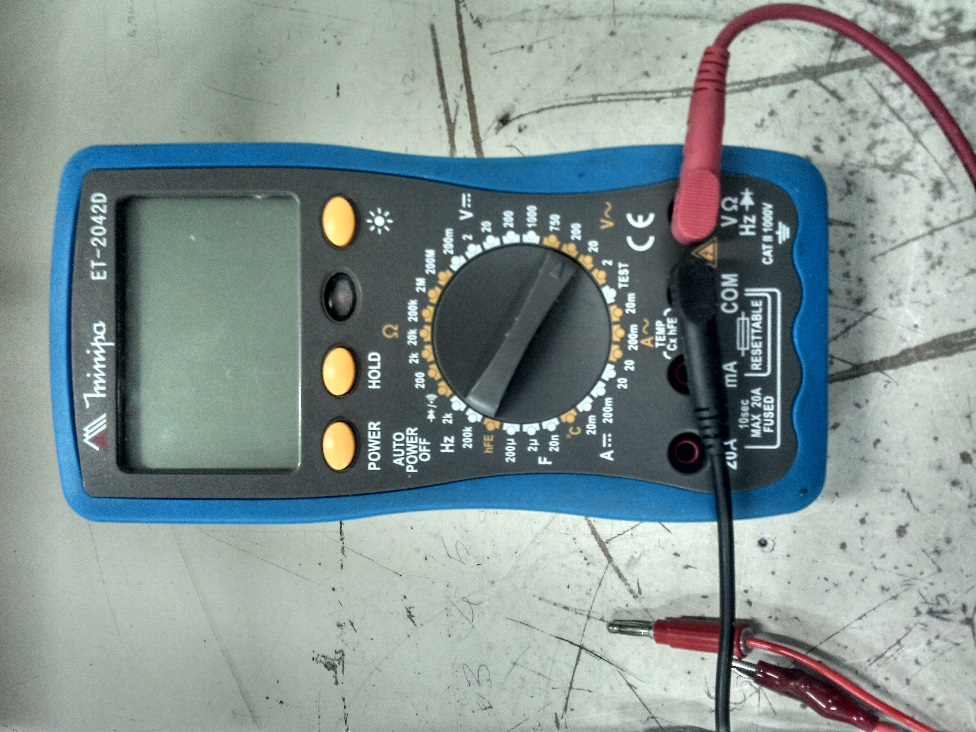 minipa
ET-2042D
POWER
HOLD
AUTO
POWER
OFF
Ω
200
2k
20k
200k
2M
200M
V
200m
2
20
200
1000
V~
750
200
20
2
TEST
A~
20m
200m
20
A
20
200m
20m
°C
F
20n
2µ
200µ
hFE
Hz
200k
2k
TEMP
Cx hFE
CE
20A
mA
COM
VΩ
Hz
10sec
MAX 20A
FUSED
RESETTABLE
CAT II 1000V